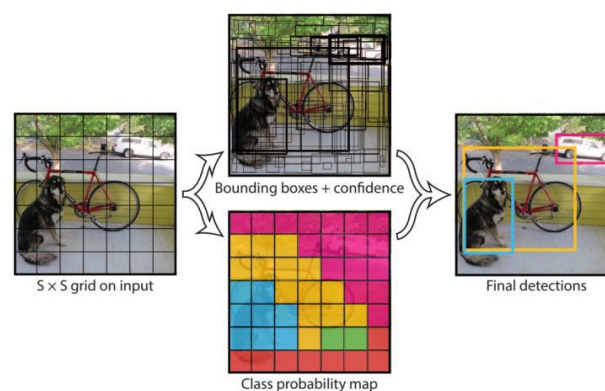 S × S grid on input
Bounding boxes + confidence
Class probability map
Final detections